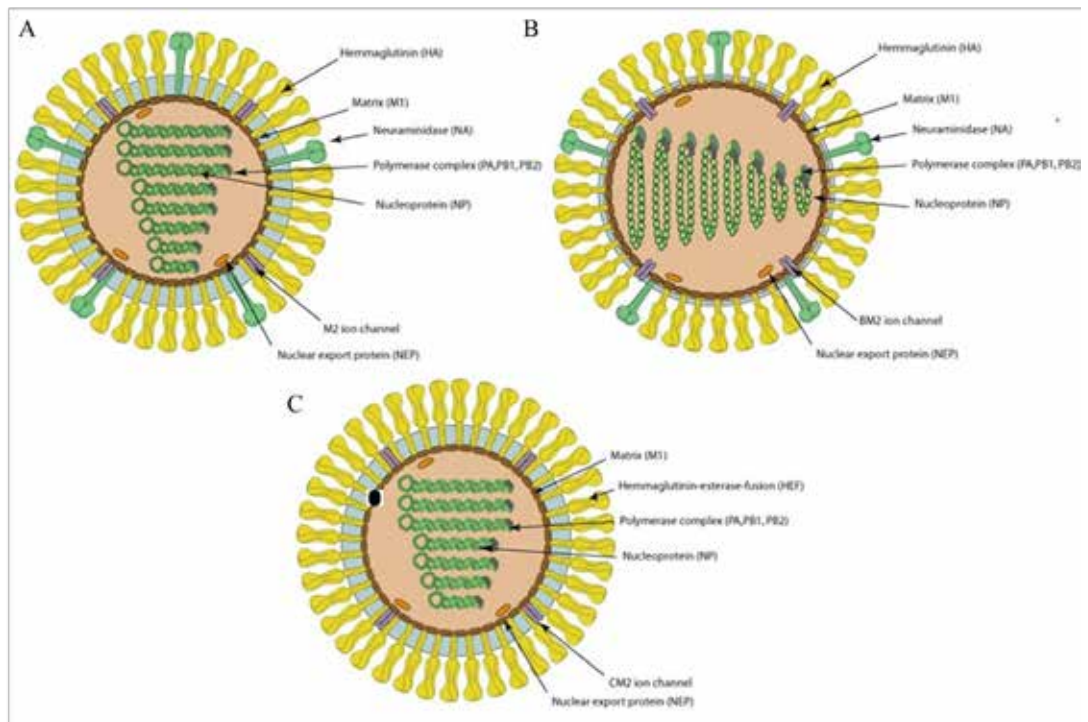 A
Hemmaglutinin (HA)
Matrix (M1)
Neuraminidase (NA)
Polymerase complex (PA,PB1, PB2)
Nucleoprotein (NP)
M2 ion channel
Nuclear export protein (NEP)
B
Hemmaglutinin (HA)
Matrix (M1)
Neuraminidase (NA)
Polymerase complex (PA,PB1, PB2)
Nucleoprotein (NP)
BM2 ion channel
Nuclear export protein (NEP)
C
Matrix (M1)
Hemmaglutinin-esterase-fusion (HEF)
Polymerase complex (PA,PB1, PB2)
Nucleoprotein (NP)
CM2 ion channel
Nuclear export protein (NEP)